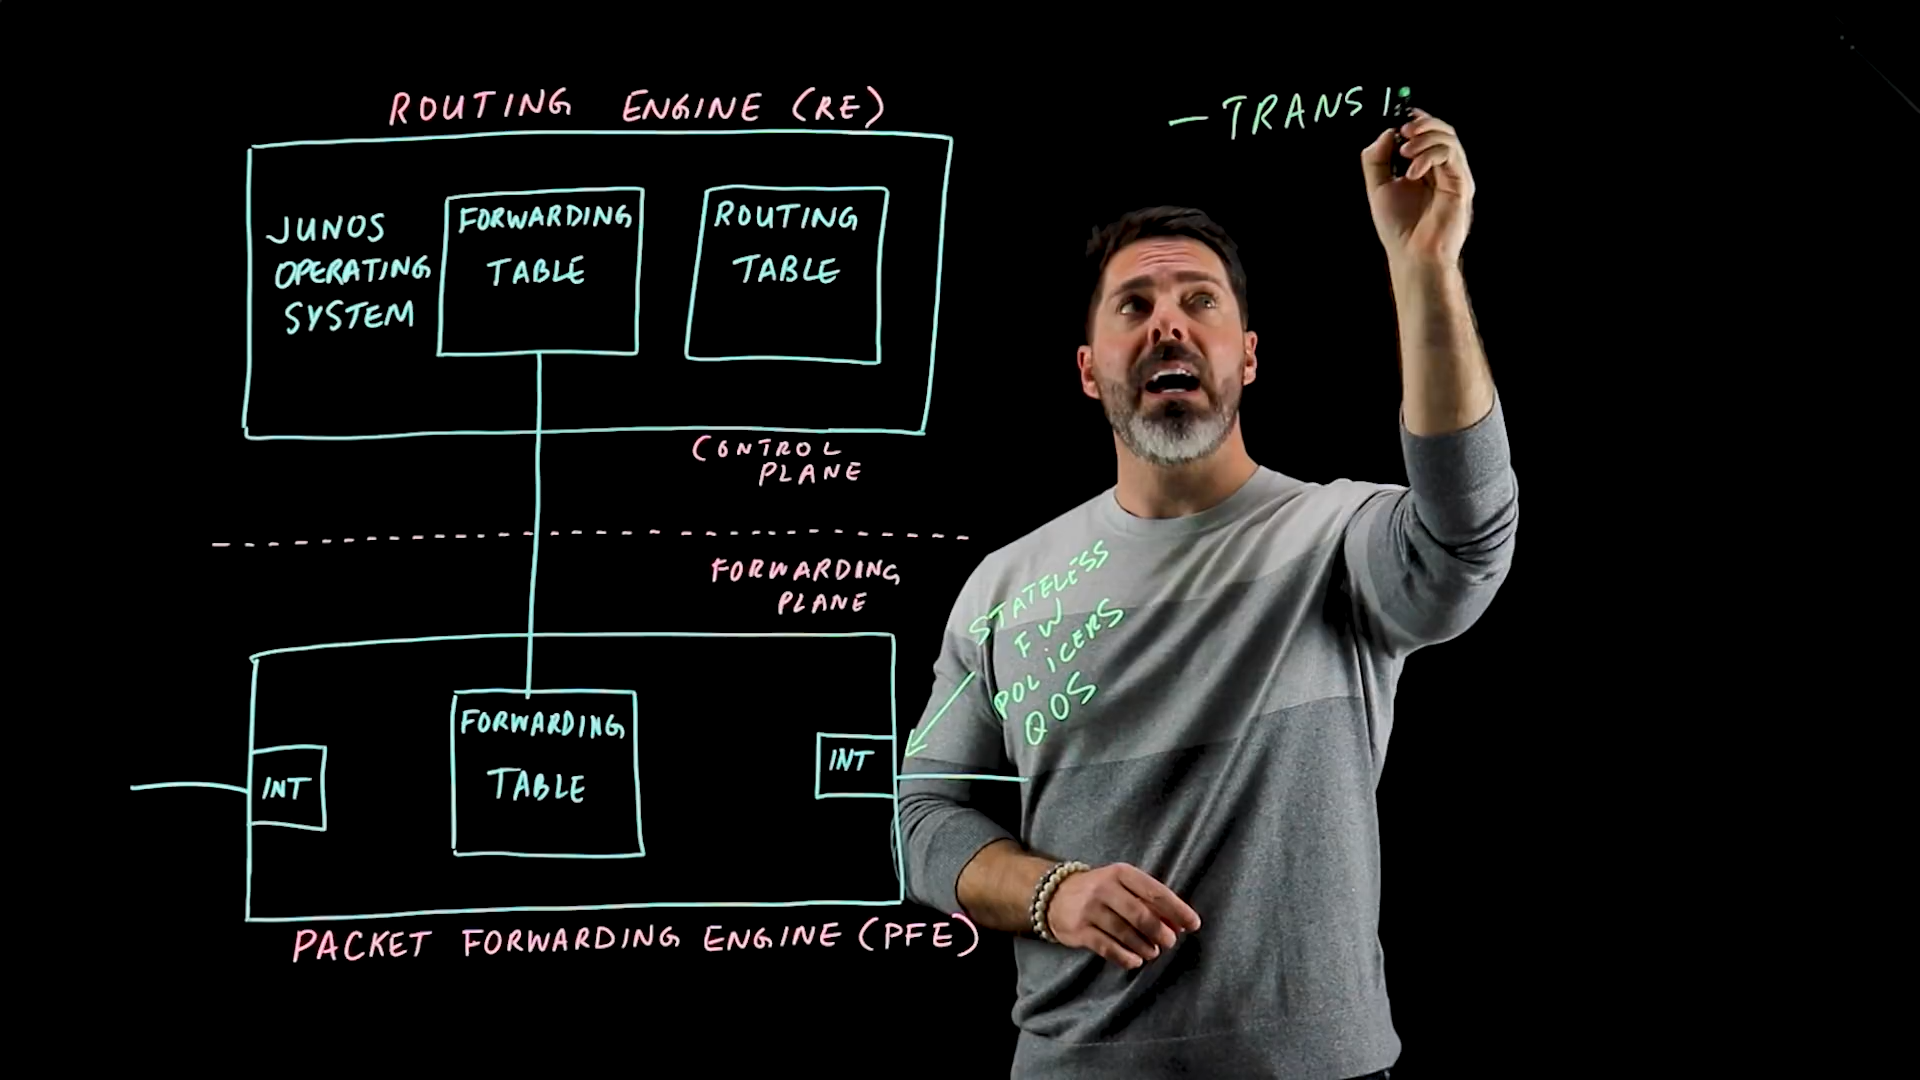 ROUTING ENGINE (RE)
JUNOS
OPERATING
SYSTEM
FORWARDING
TABLE
ROUTING
TABLE
CONTROL
PLANE
FORWARDING
PLANE
FORWARDING
TABLE
INT
INT
PACKET FORWARDING ENGINE (PFE)
STATELESS
FW
POLICERS
QOS
- TRANSI